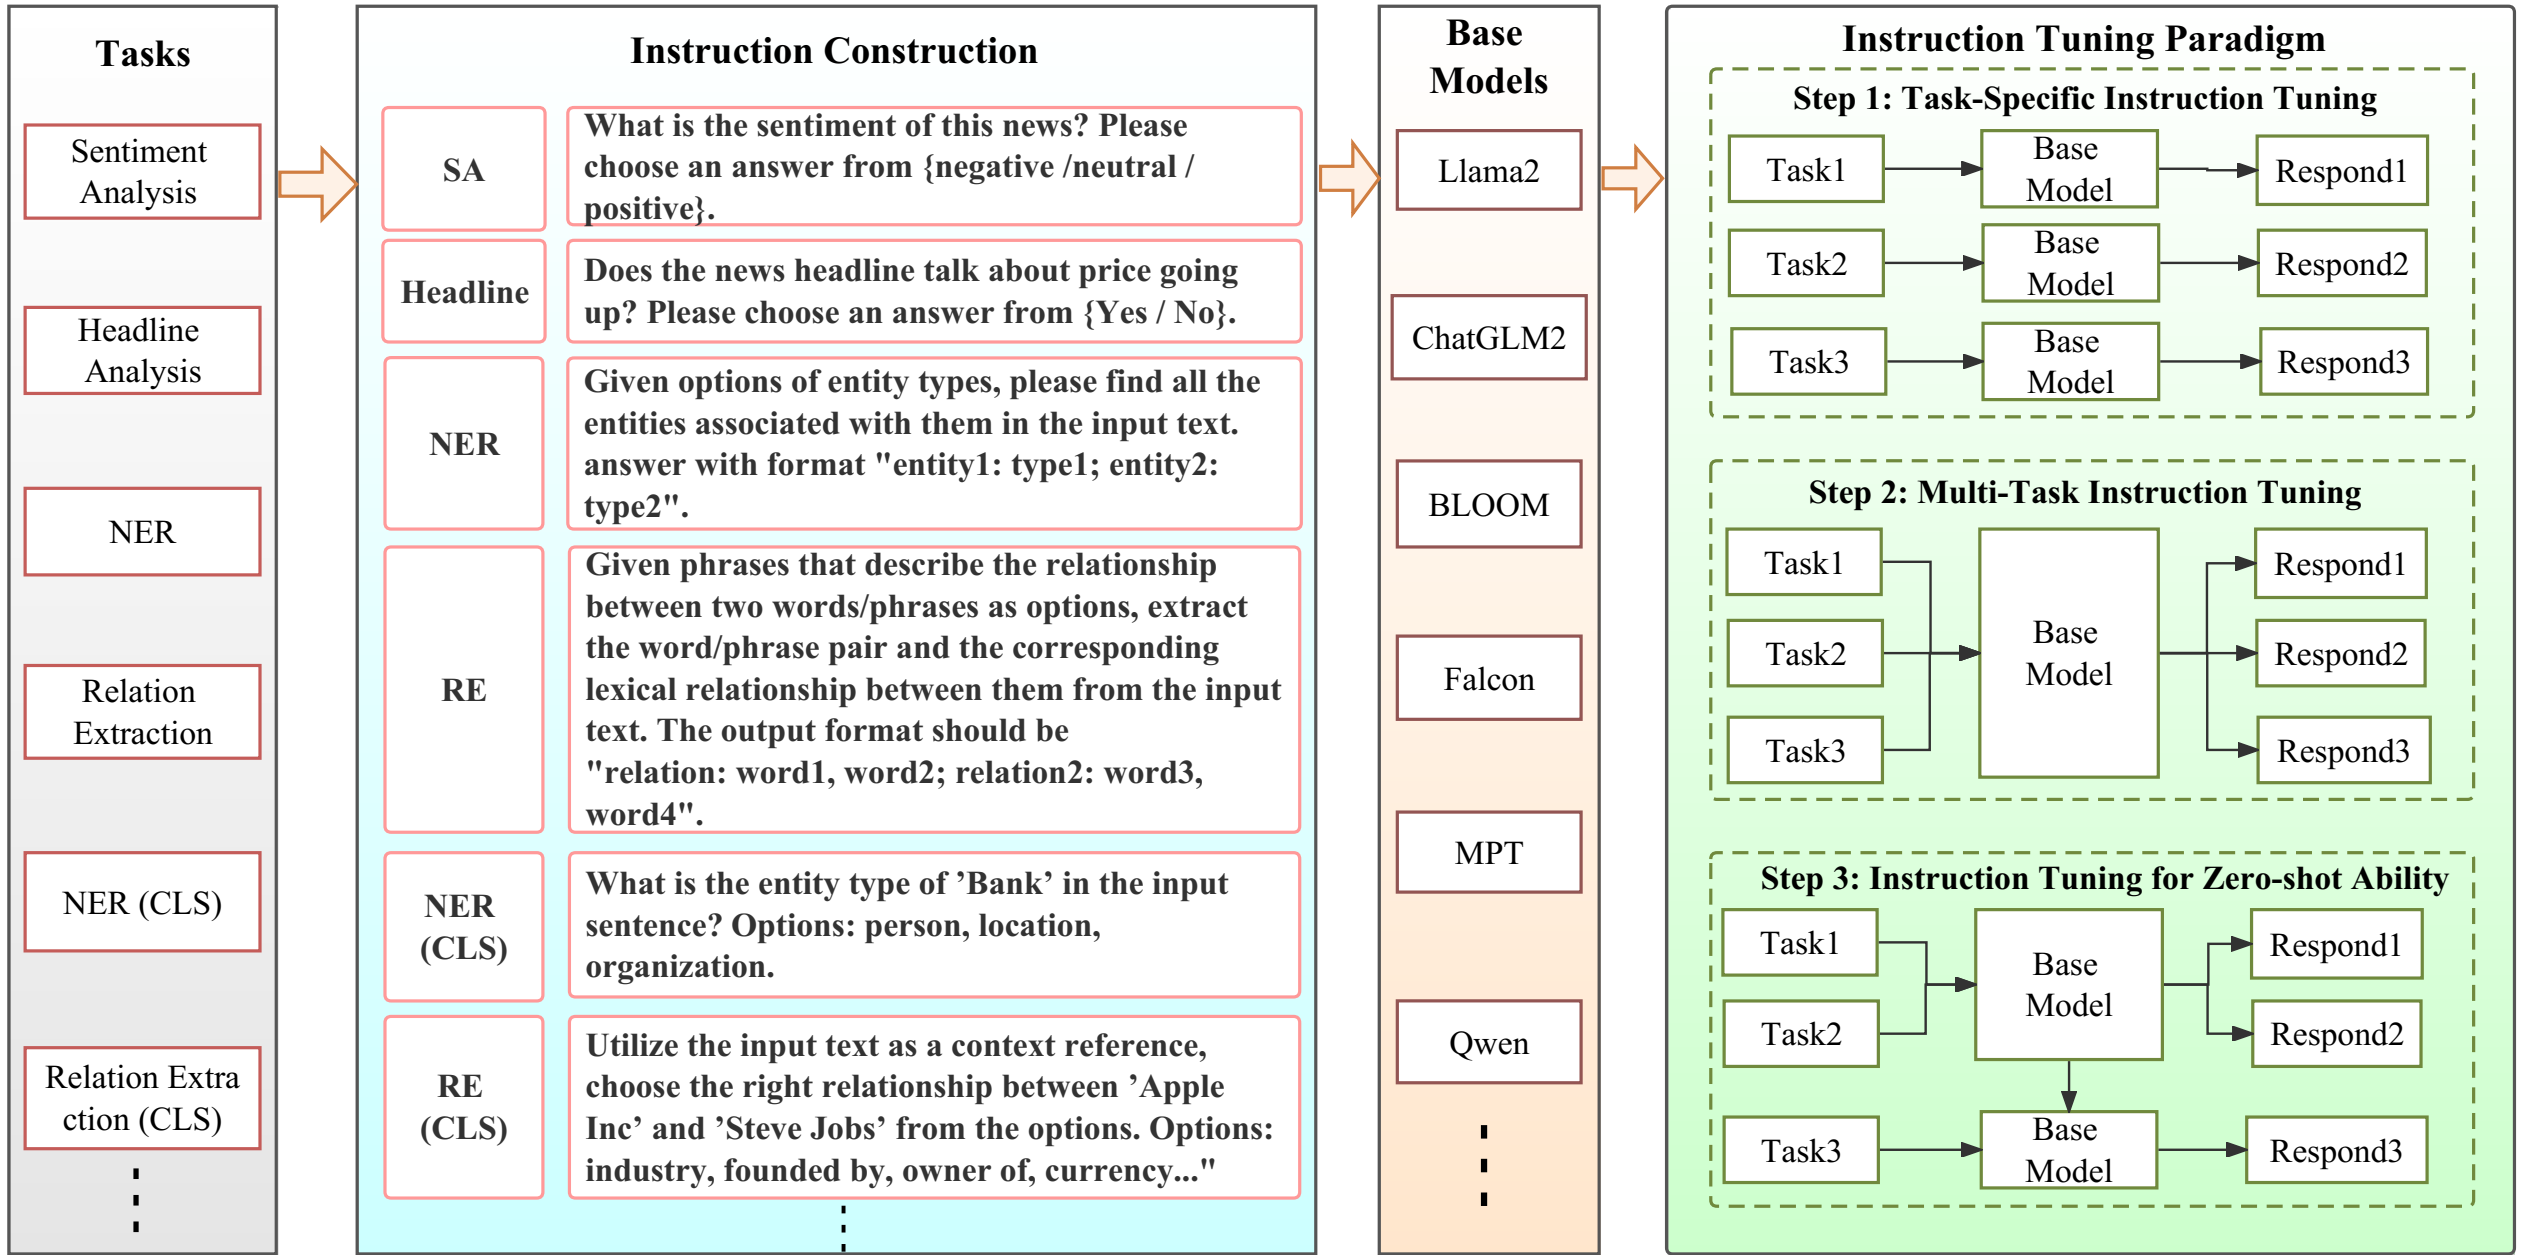 Tasks
Sentiment
Analysis
Headline
Analysis
NER
Relation
Extraction
NER (CLS)
Relation Extra
ction (CLS)
Instruction Construction
SA
What is the sentiment of this news? Please
choose an answer from {negative /neutral /
positive}.
Headline
Does the news headline talk about price going
up? Please choose an answer from {Yes / No}.
NER
Given options of entity types, please find all the
entities associated with them in the input text.
answer with format "entity1: type1; entity2:
type2".
RE
Given phrases that describe the relationship
between two words/phrases as options, extract
the word/phrase pair and the corresponding
lexical relationship between them from the input
text. The output format should be
"relation: word1, word2; relation2: word3,
word4".
NER
(CLS)
What is the entity type of ’Bank’ in the input
sentence? Options: person, location,
organization.
RE
(CLS)
Utilize the input text as a context reference,
choose the right relationship between ’Apple
Inc’ and ’Steve Jobs’ from the options. Options:
industry, founded by, owner of, currency..."
Base
Models
Llama2
ChatGLM2
BLOOM
Falcon
MPT
Qwen
Instruction Tuning Paradigm
Step 1: Task-Specific Instruction Tuning
Task1
Base
Model
Respond1
Task2
Base
Model
Respond2
Task3
Base
Model
Respond3
Step 2: Multi-Task Instruction Tuning
Task1
Task2
Task3
Base
Model
Respond1
Respond2
Respond3
Step 3: Instruction Tuning for Zero-shot Ability
Task1
Task2
Base
Model
Respond1
Respond2
Task3
Base
Model
Respond3